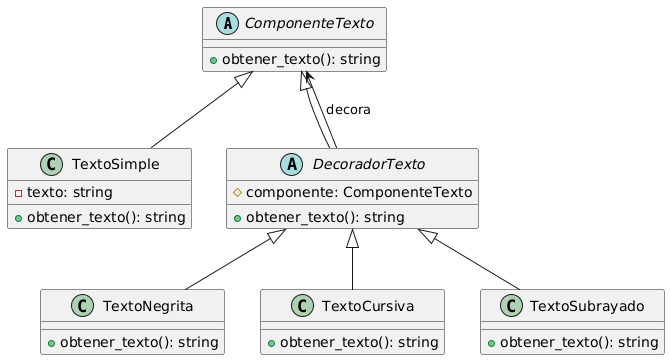 A ComponenteTexto
obtener_texto(): string
decora
C TextoSimple
texto: string
obtener_texto(): string
A DecoradorTexto
componente: ComponenteTexto
obtener_texto(): string
C TextoNegrita
obtener_texto(): string
C TextoCursiva
obtener_texto(): string
C TextoSubrayado
obtener_texto(): string